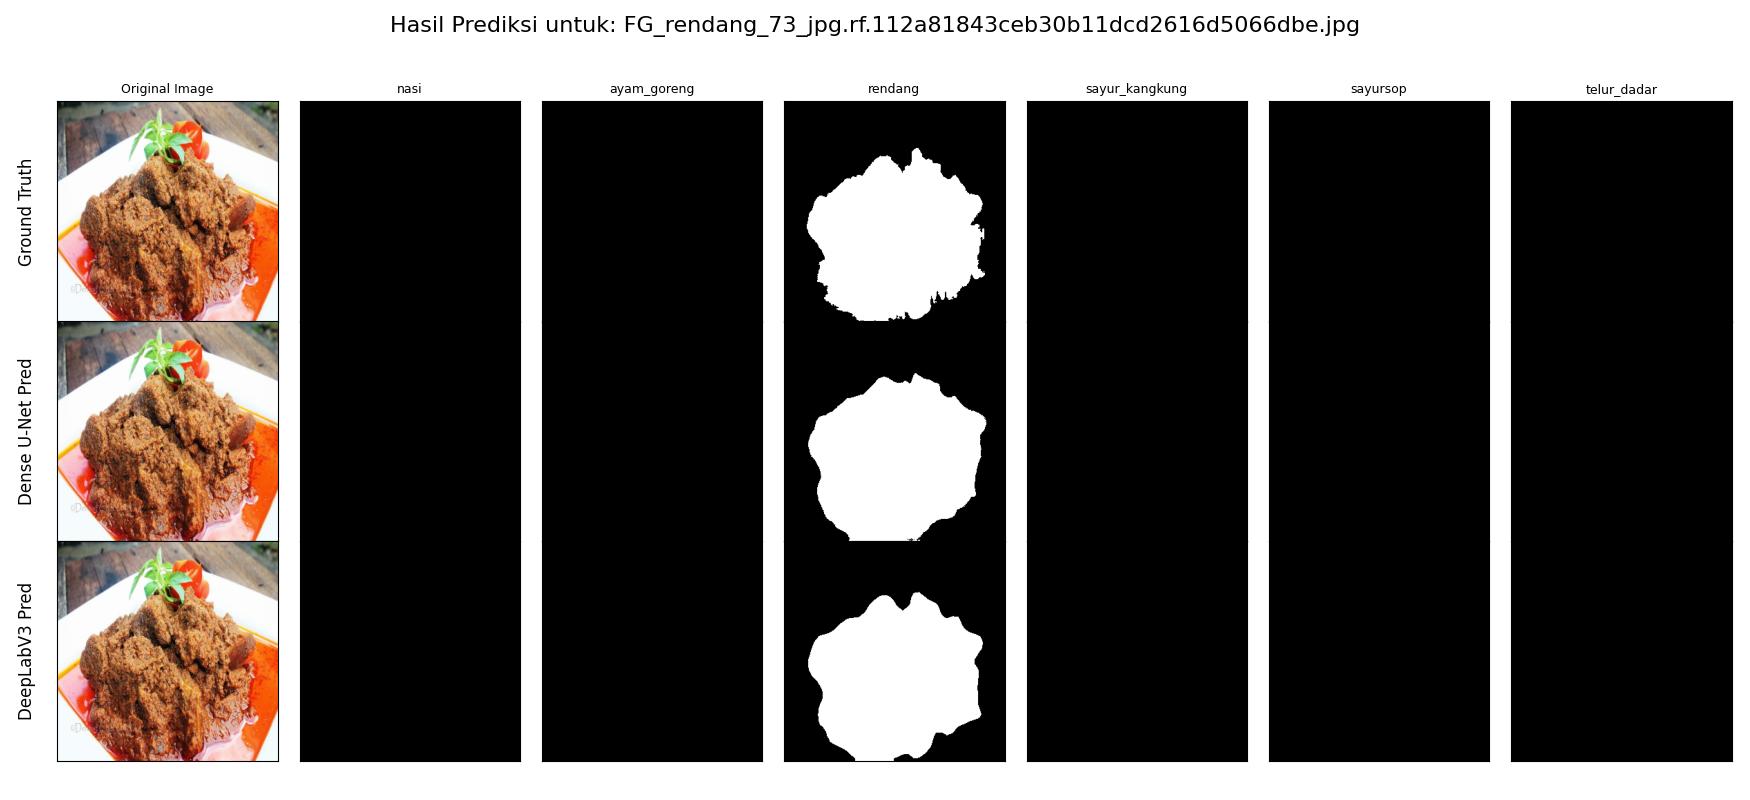 Hasil Prediksi untuk: FG_rendang_73_jpg.rf.112a81843ceb30b11dcd2616d5066dbe.jpg
Original Image nasi ayam_goreng rendang sayur_kangkung sayursop telur_dadar
Ground Truth
Dense U-Net Pred
DeepLabV3 Pred